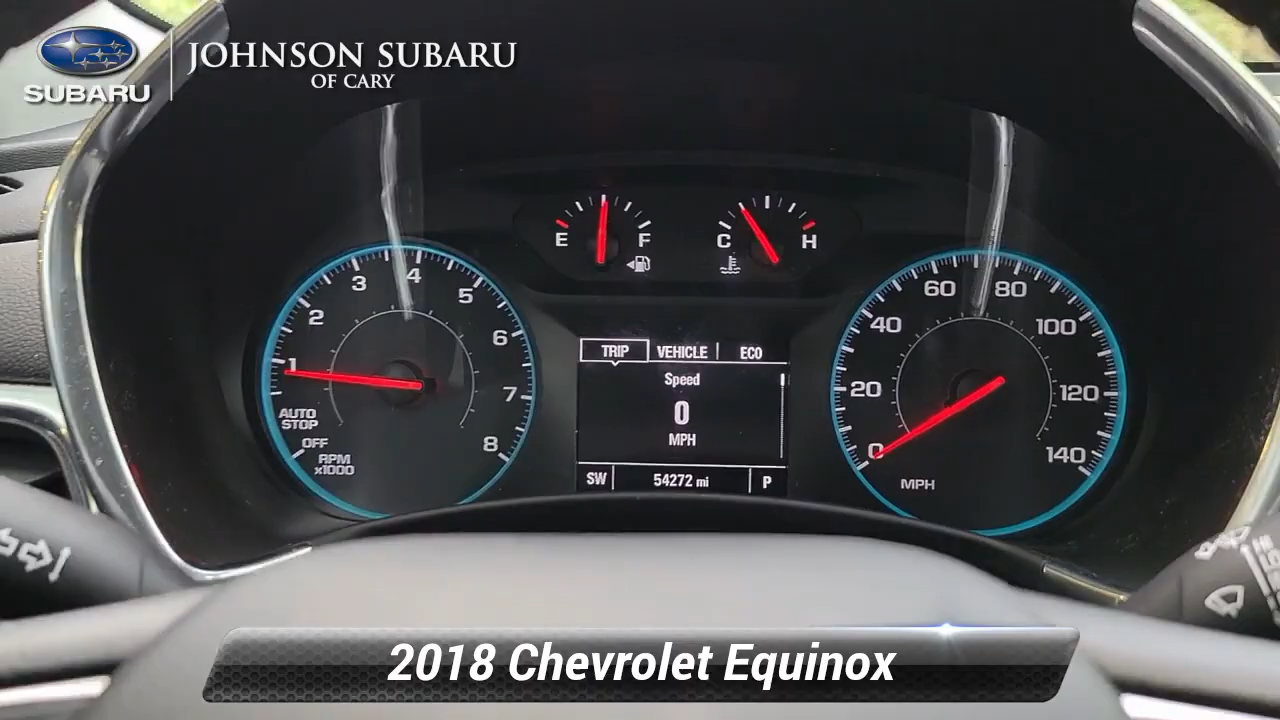 SUBARU
JOHNSON SUBARU
OF CARY
E F
C H
1 2 3 4 5 6 7 8
AUTO
STOP
OFF
RPM
x1000
TRIP VEHICLE ECO
Speed
0
MPH
SW 54272 mi P
0 20 40 60 80 100 120 140
MPH
2018 Chevrolet Equinox